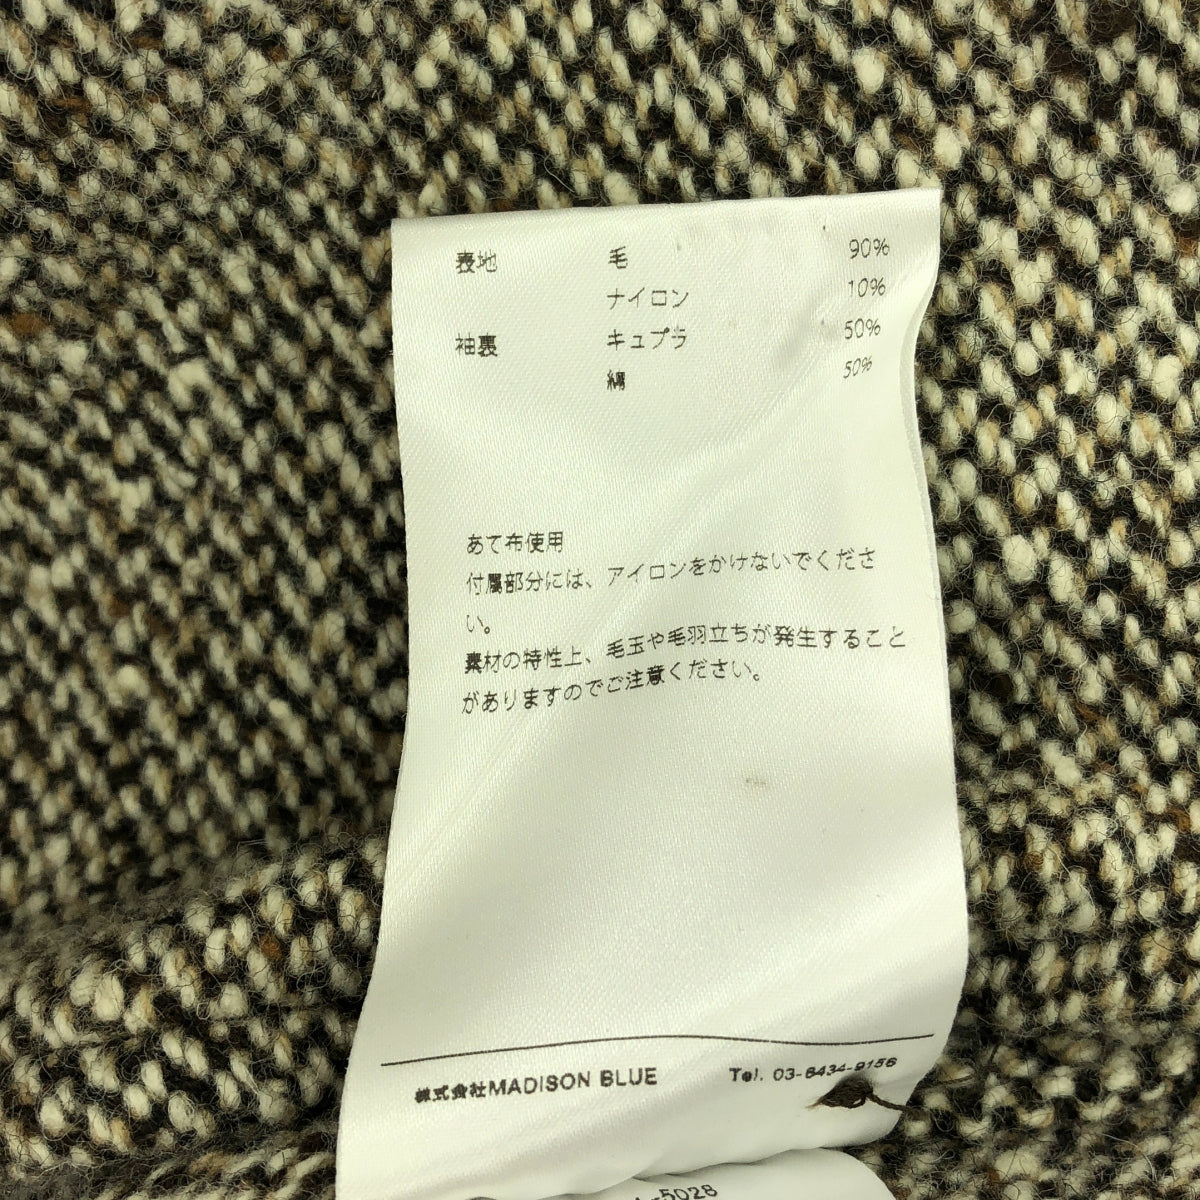 表地 毛 90%
ナイロン 10%
袖裏 キュプラ 50%
綿 50%
あて布使用
付属部分には、アイロンをかけないでくださ
い。
素材の特性上、毛玉や毛羽立ちが発生すること
がありますのでご注意ください。
株式会社MADISON BLUE Tel. 03-6434-9156
-5028